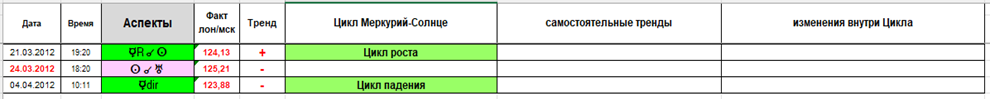 Дата Время Аспекты Факт лон/мск Тренд Цикл Меркурий-Солнце самостоятельные тренды изменения внутри Цикла
21.03.2012 19:20 ☿R ☌ ☉ 124,13 + Цикл роста
24.03.2012 18:20 ☉ ☌ ♅ 125,21 -
04.04.2012 10:11 ☿dir 123,88 - Цикл падения